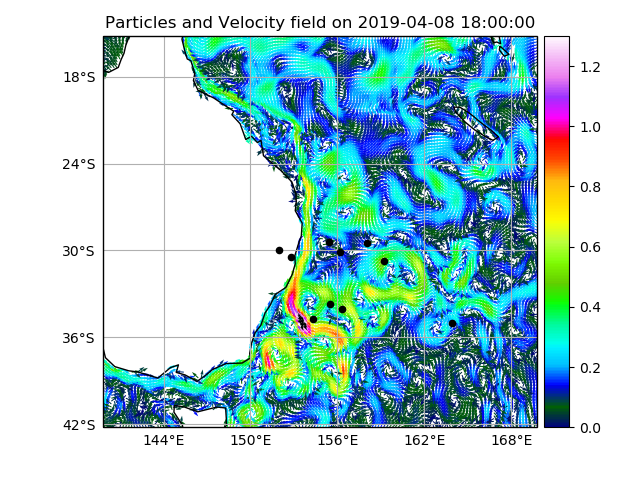 Particles and Velocity field on 2019-04-08 18:00:00
18°S
24°S
30°S
36°S
42°S
144°E 150°E 156°E 162°E 168°E
1.2
1.0
0.8
0.6
0.4
0.2
0.0